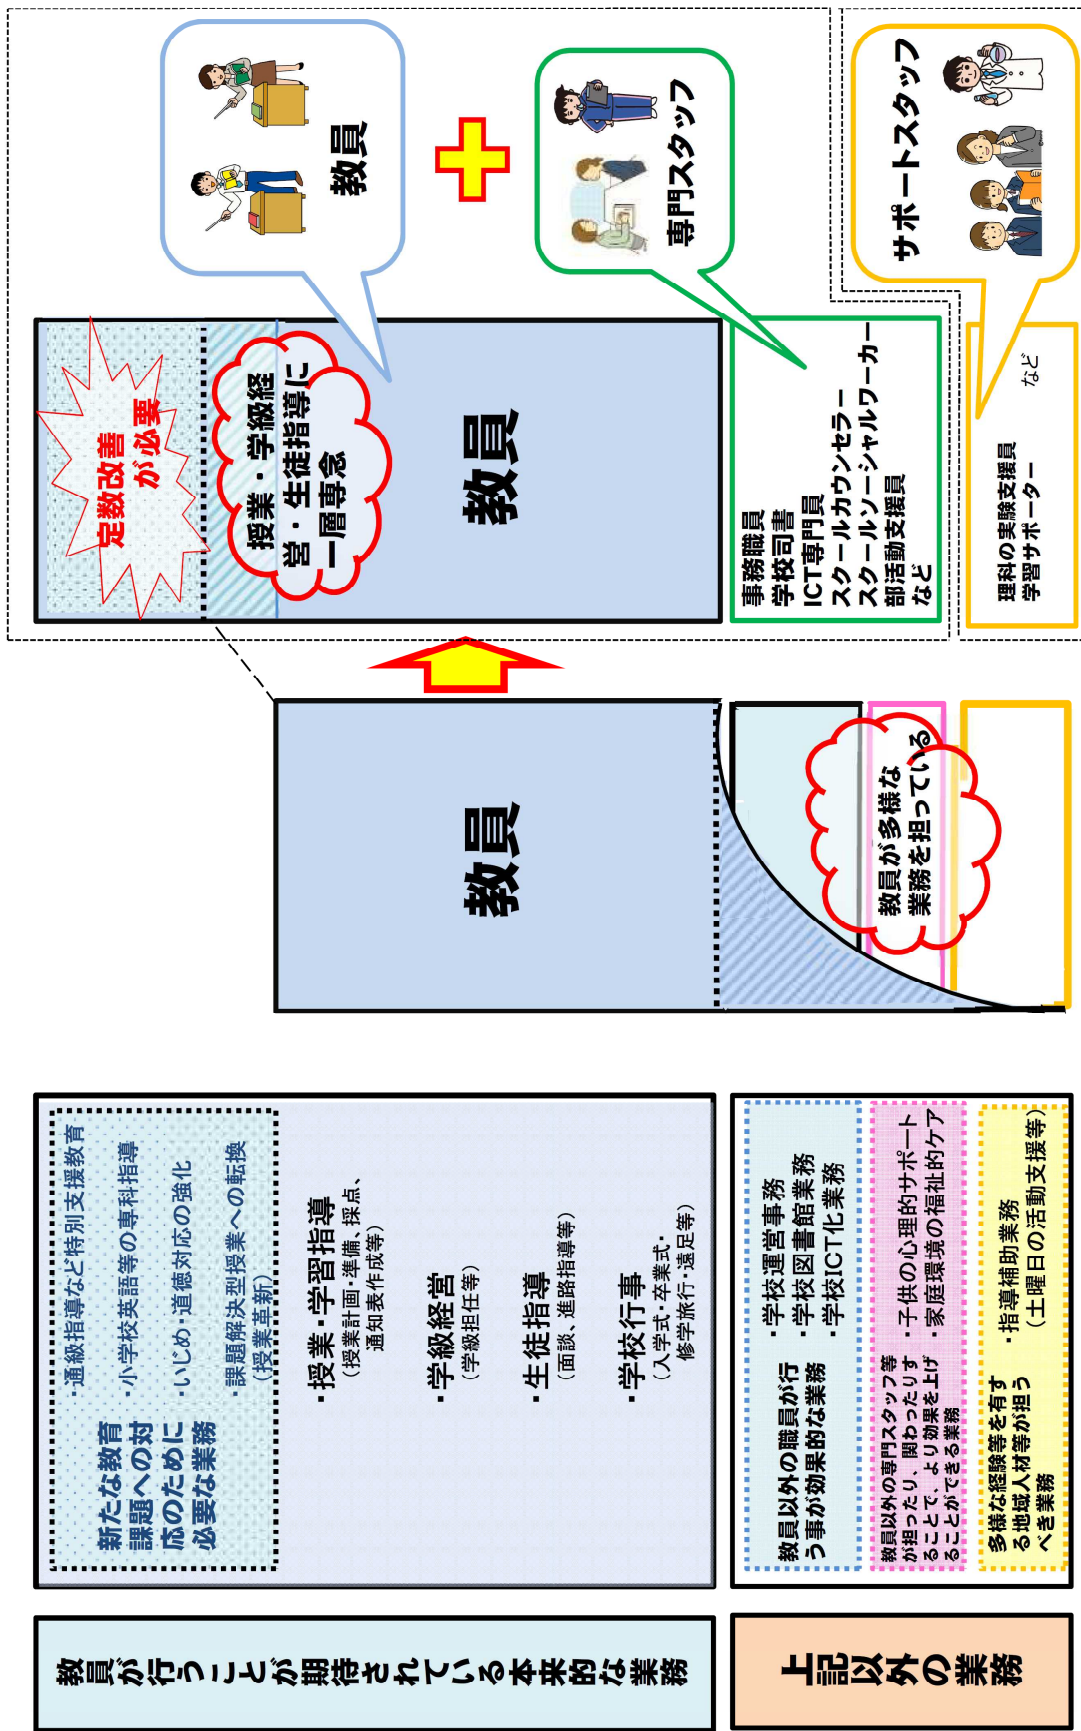 教員が行うことが期待されている本来的な業務
新たな教育
課題への対
応のために
必要な業務
・通級指導など特別支援教育
・小学校英語等の専科指導
・いじめ・道徳対応の強化
・課題解決型授業への転換
(授業革新)
・授業・学習指導
(授業計画・準備、採点、
通知表作成等)
・学級経営
(学級担任等)
・生徒指導
(面談、進路指導等)
・学校行事
(入学式・卒業式・
修学旅行・遠足等)
上記以外の業務
教員以外の職員が行
う事が効果的な業務
・学校運営事務
・学校図書館業務
・学校ICT化業務
教員以外の専門スタッフ等
が担ったり、関わったりす
ることで、より効果を上げ
ることができる業務
・子供の心理的サポート
・家庭環境の福祉的ケア
多様な経験等を有す
る地域人材等が担う
べき業務
・指導補助業務
(土曜日の活動支援等)
教員
教員が多様な
業務を担っている
定数改善
が必要
授業・学級経
営・生徒指導に
一層専念
教員
事務職員
学校司書
ICT専門員
スクールカウンセラー
スクールソーシャルワーカー
部活動支援員
など
理科の実験支援員
学習サポーター
など
教員
専門スタッフ
サポートスタッフ